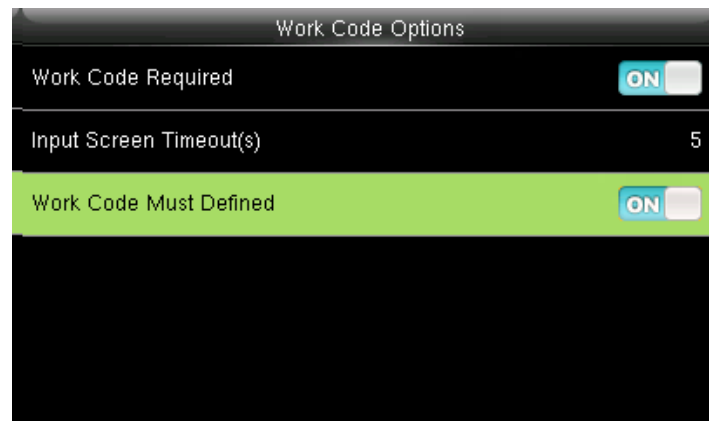 Work Code Options
Work Code Required ON
Input Screen Timeout(s) 5
Work Code Must Defined ON